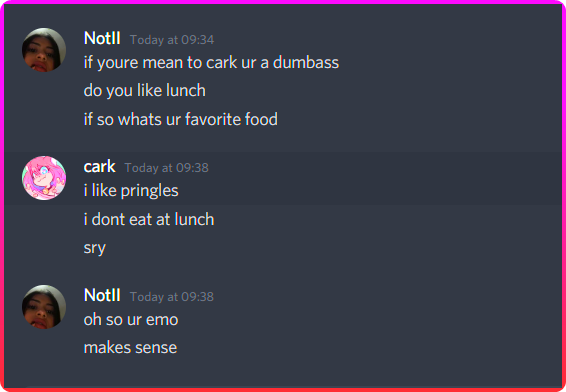 NotII Today at 09:34
if youre mean to cark ur a dumbass
do you like lunch
if so whats ur favorite food
cark Today at 09:38
i like pringles
i dont eat at lunch
sry
NotII Today at 09:38
oh so ur emo
makes sense